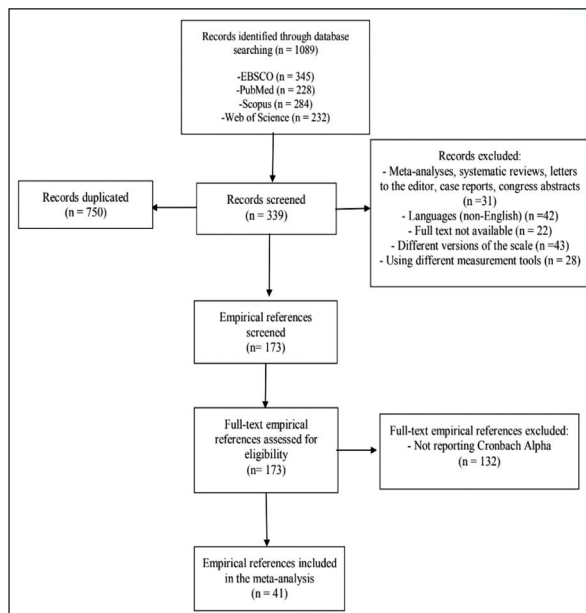 Records identified through database
searching (n = 1089)
-EBSCO (n = 345)
-PubMed (n = 228)
-Scopus (n = 284)
-Web of Science (n = 232)
Records duplicated
(n = 750)
Records screened
(n = 339)
Records excluded:
- Meta-analyses, systematic reviews, letters
to the editor, case reports, congress abstracts
(n =31)
- Languages (non-English) (n =42)
- Full text not available (n = 22)
- Different versions of the scale (n =43)
- Using different measurement tools (n = 28)
Empirical references
screened
(n= 173)
Full-text empirical
references assessed for
eligibility
(n = 173)
Full-text empirical references excluded:
- Not reporting Cronbach Alpha
(n = 132)
Empirical references included
in the meta-analysis
(n = 41)